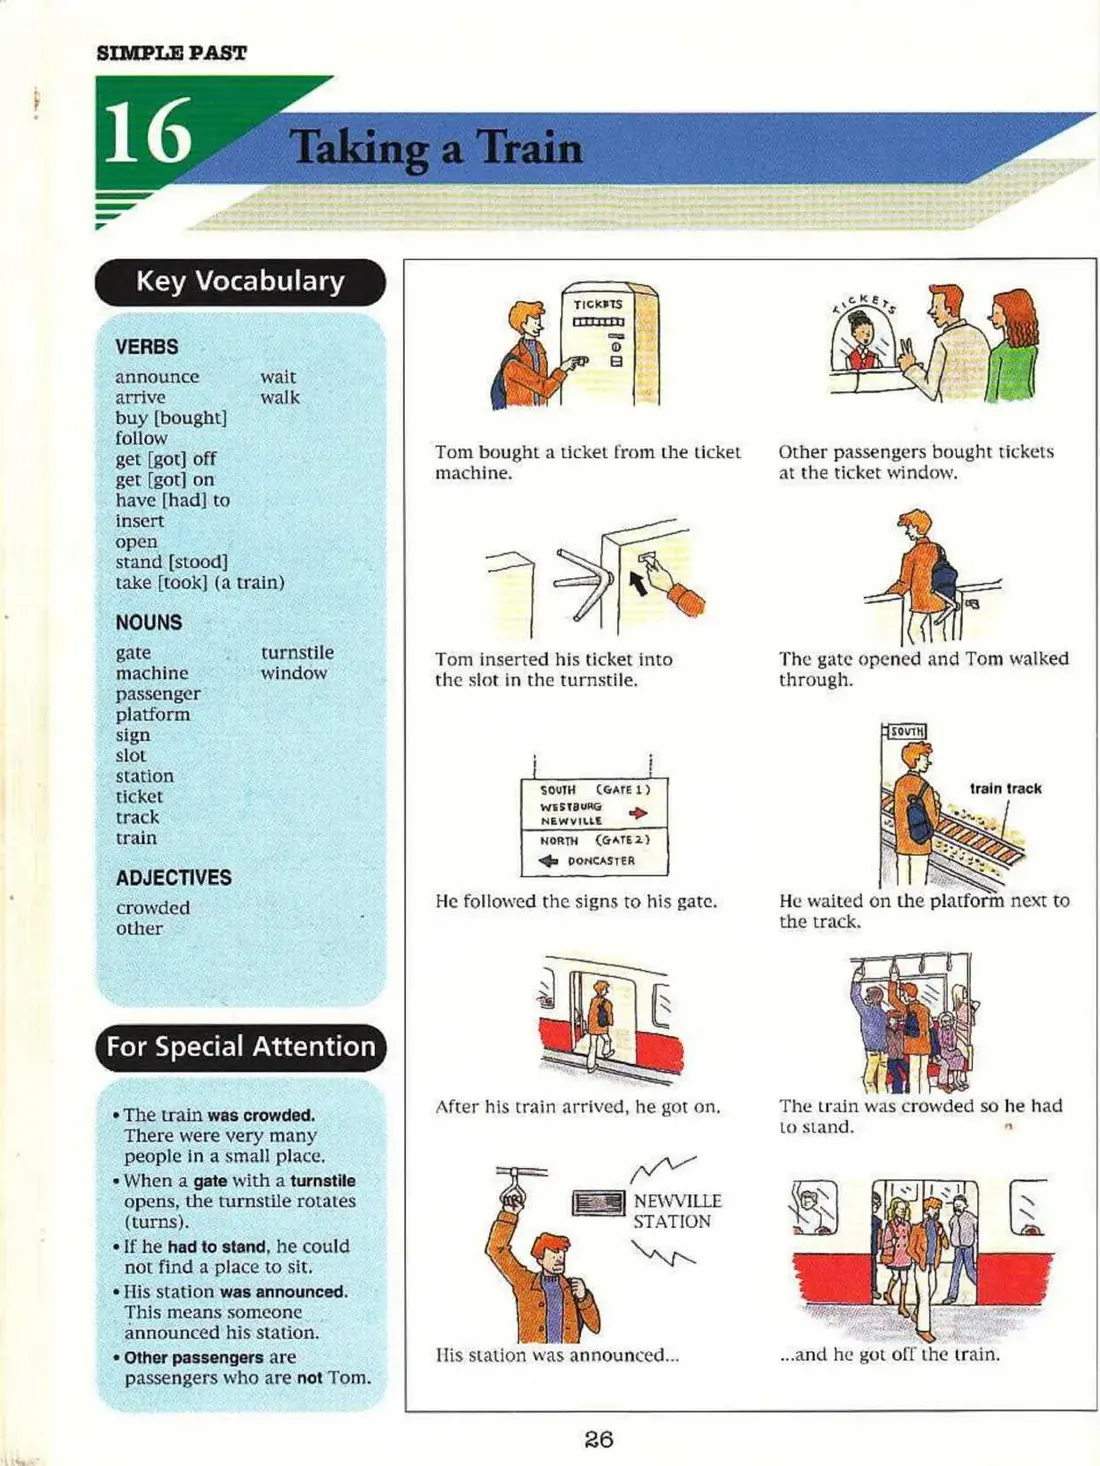 SIMPLE PAST
16
Taking a Train
Key Vocabulary
VERBS
announce wait
arrive walk
buy [bought]
follow
get [got] off
get [got] on
have [had] to
insert
open
stand [stood]
take [took] (a train)
NOUNS
gate turnstile
machine window
passenger
platform
sign
slot
station
ticket
track
train
ADJECTIVES
crowded
other
For Special Attention
• The train was crowded.
There were very many
people in a small place.
• When a gate with a turnstile
opens, the turnstile rotates
(turns).
• If he had to stand, he could
not find a place to sit.
• His station was announced.
This means someone
announced his station.
• Other passengers are
passengers who are not Tom.
TICKETS
Tom bought a ticket from the ticket
machine.
TICKETS
Other passengers bought tickets
at the ticket window.
Tom inserted his ticket into
the slot in the turnstile.
The gate opened and Tom walked
through.
SOUTH (GATE 1)
WESTBURG
NEWVILLE
NORTH (GATE 2)
DONCASTER
He followed the signs to his gate.
SOUTH
train track
He waited on the platform next to
the track.
After his train arrived, he got on.
The train was crowded so he had
to stand.
NEWVILLE
STATION
His station was announced...
...and he got off the train.
26